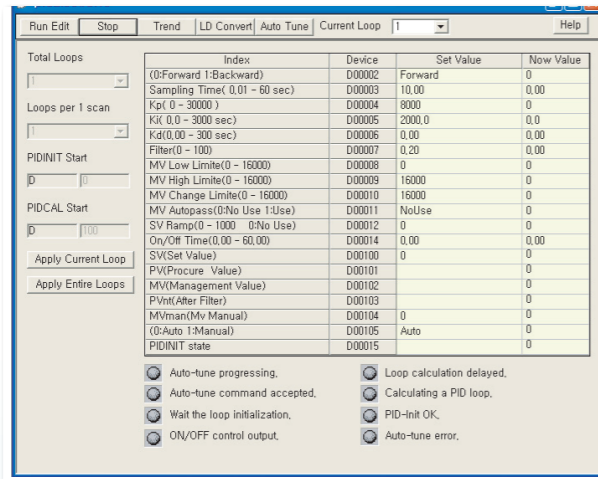 Run Edit Stop Trend LD Convert Auto Tune Current Loop 1 Help
Total Loops
1
Loops per 1 scan
1
PIDINIT Start
D 0
PIDCAL Start
D 100
Apply Current Loop
Apply Entire Loops
Index Device Set Value Now Value
(0:Forward 1:Backward) D00002 Forward 0
Sampling Time( 0,01 - 60 sec) D00003 10,00 0,00
Kp( 0 - 30000 ) D00004 8000 0
Ki( 0,0 - 3000 sec) D00005 2000,0 0,0
Kd(0,00 - 300 sec) D00006 0,00 0,00
Filter(0 - 100) D00007 0,20 0,00
MV Low Limite(0 - 16000) D00008 0 0
MV High Limite(0 - 16000) D00009 16000 0
MV Change Limite(0 - 16000) D00010 16000 0
MV Autopass(0:No Use 1:Use) D00011 NoUse 0
SV Ramp(0 - 1000 0:No Use) D00012 0 0
On/Off Time(0,00 - 60,00) D00014 0,00 0,00
SV(Set Value) D00100 0 0
PV(Procure Value) D00101 0
MV(Management Value) D00102 0
PVnt(After Filter) D00103 0
MVman(Mv Manual) D00104 0 0
(0:Auto 1:Manual) D00105 Auto 0
PIDINIT state D00015 0
Auto-tune progressing, Loop calculation delayed,
Auto-tune command accepted, Calculating a PID loop,
Wait the loop initialization, PID-Init OK,
ON/OFF control output, Auto-tune error,